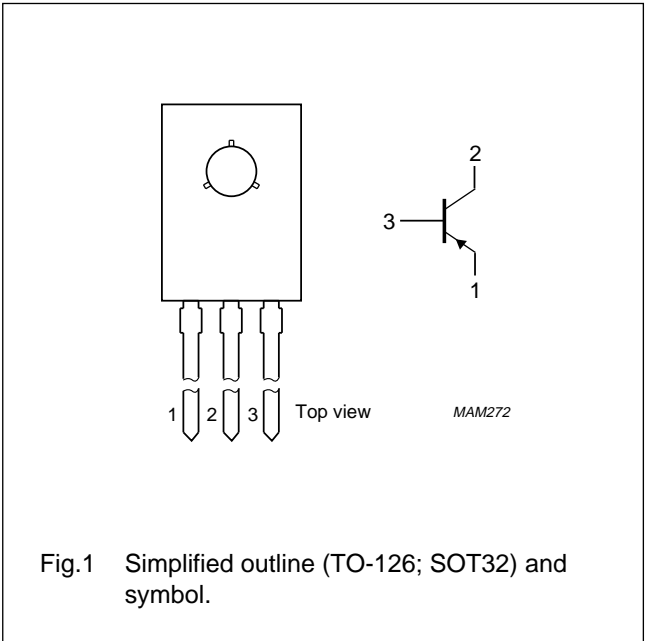 2
3
1
1 2 3 Top view MAM272
Fig.1 Simplified outline (TO-126; SOT32) and
symbol.